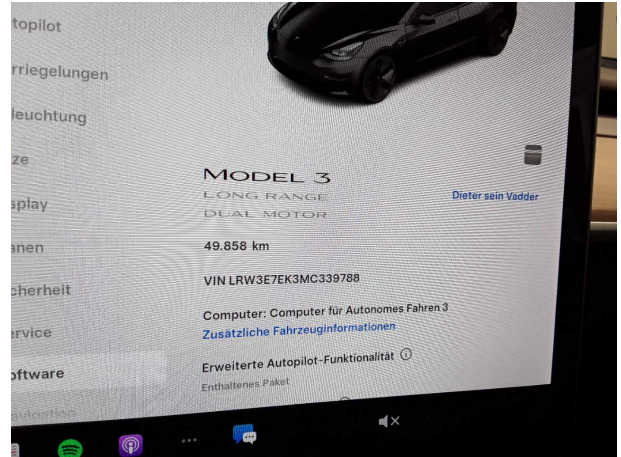 topilot
rriegelungen
leuchtung
ze
splay
anen
cherheit
ervice
oftware
avigation
MODEL 3
LONG RANGE
DUAL MOTOR
Dieter sein Vadder
49.858 km
VIN LRW3E7EK3MC339788
Computer: Computer für Autonomes Fahren 3
Zusätzliche Fahrzeuginformationen
Erweiterte Autopilot-Funktionalität
Enthaltenes Paket